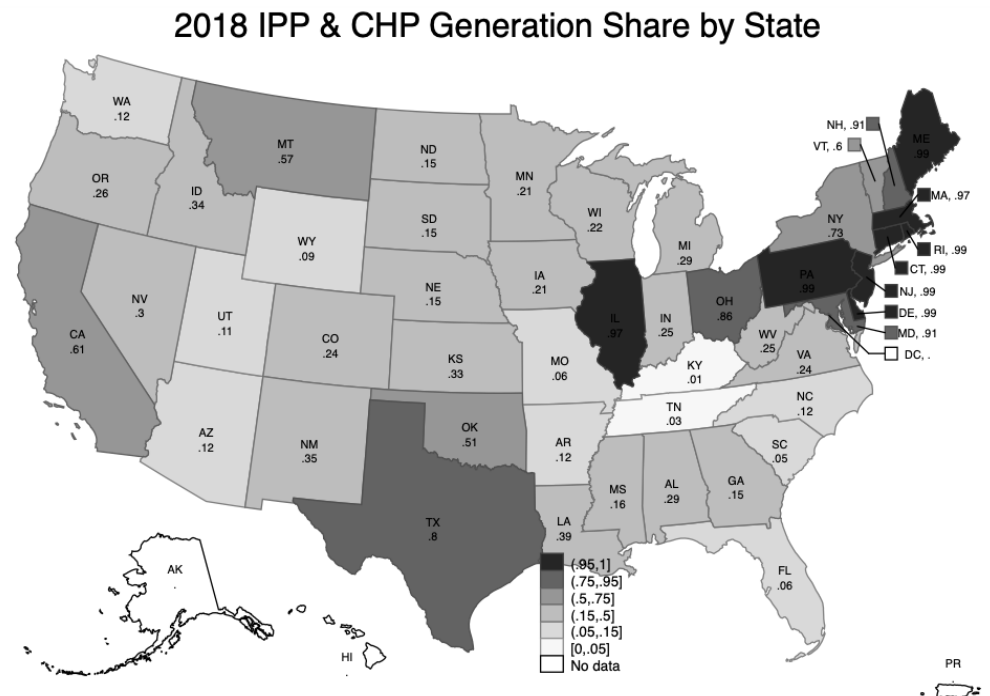 2018 IPP & CHP Generation Share by State
WA
.12
MT
.57
ND
.15
MN
.21
OR
.26
ID
.34
SD
.15
WI
.22
MI
.29
NH, .91
VT, .6
ME
.99
MA, .97
NY
.73
RI, .99
CT, .99
WY
.09
NE
.15
IA
.21
PA
.99
NJ, .99
DE, .99
MD, .91
DC, .
NV
.3
UT
.11
CO
.24
CA
.61
KS
.33
MO
.06
IL
.97
IN
.25
OH
.86
WV
.25
VA
.24
KY
.01
NC
.12
TN
.03
AZ
.12
NM
.35
OK
.51
AR
.12
SC
.05
MS
.16
AL
.29
GA
.15
TX
.8
LA
.39
FL
.06
AK
.
HI
PR
(.95,1]
(.75,.95]
(.5,.75]
(.15,.5]
(.05,.15]
[0,.05]
No data